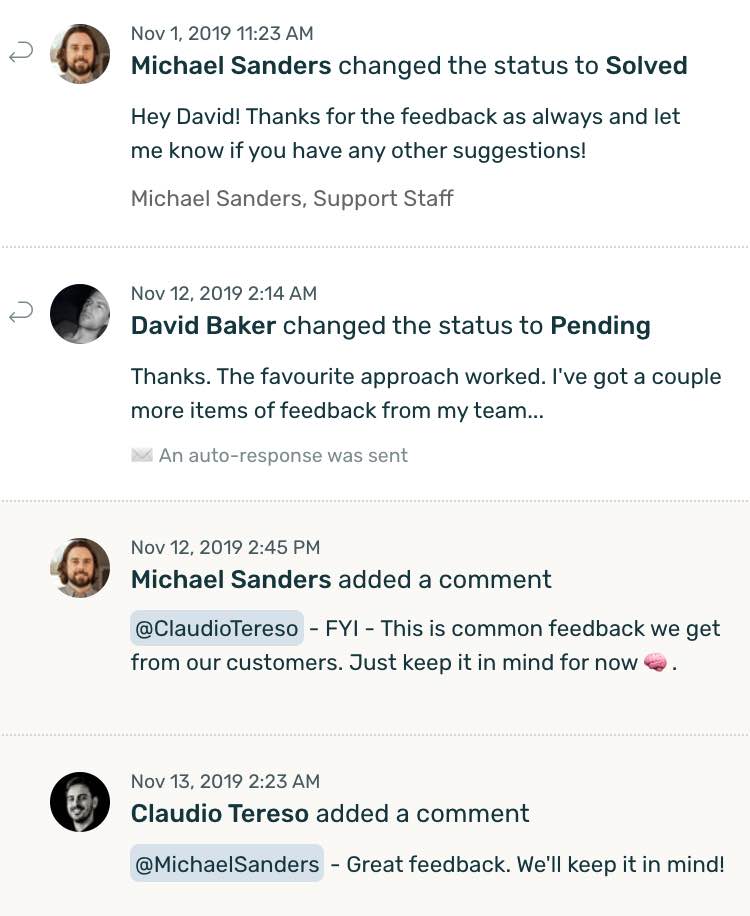 Nov 1, 2019 11:23 AM
Michael Sanders changed the status to Solved
Hey David! Thanks for the feedback as always and let
me know if you have any other suggestions!
Michael Sanders, Support Staff
Nov 12, 2019 2:14 AM
David Baker changed the status to Pending
Thanks. The favourite approach worked. I've got a couple
more items of feedback from my team...
An auto-response was sent
Nov 12, 2019 2:45 PM
Michael Sanders added a comment
@ClaudioTereso - FYI - This is common feedback we get
from our customers. Just keep it in mind for now 🧠 .
Nov 13, 2019 2:23 AM
Claudio Tereso added a comment
@MichaelSanders - Great feedback. We'll keep it in mind!